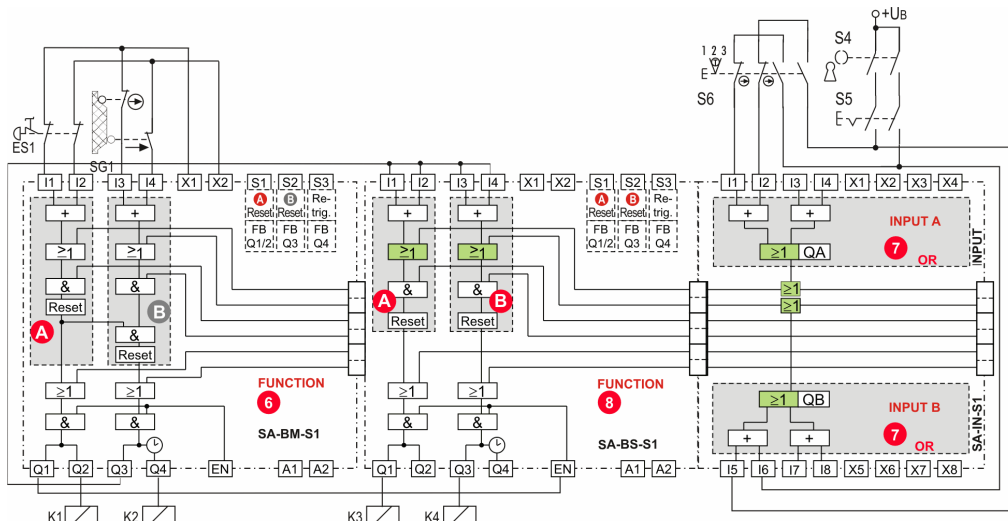 +UB
1 2 3
S4
E
S6
S5
E
ES1
SG1
I1 I2 I3 I4 X1 X2 S1 S2 S3
I1 I2 I3 I4 X1 X2 S1 S2 S3
I1 I2 I3 I4 X1 X2 X3 X4
A Reset B Reset Re-trig.
FB Q1/2 FB Q3 FB Q4
A Reset B Reset Re-trig.
FB Q1/2 FB Q3 FB Q4
+ +
+ +
+ +
INPUT A
7
OR
INPUT
≥1 ≥1
≥1 ≥1
≥1 QA
& &
& &
≥1
≥1
Reset
A
B
A
B
Reset Reset
&
Reset
≥1 ≥1
≥1 ≥1
FUNCTION
6
FUNCTION
8
≥1 QB
INPUT B
7
OR
SA-IN-S1
& &
& &
SA-BM-S1
SA-BS-S1
+ +
Q1 Q2 Q3 Q4 EN A1 A2
Q1 Q2 Q3 Q4 EN A1 A2
I5 I6 I7 I8 X5 X6 X7 X8
K1 K2 K3 K4